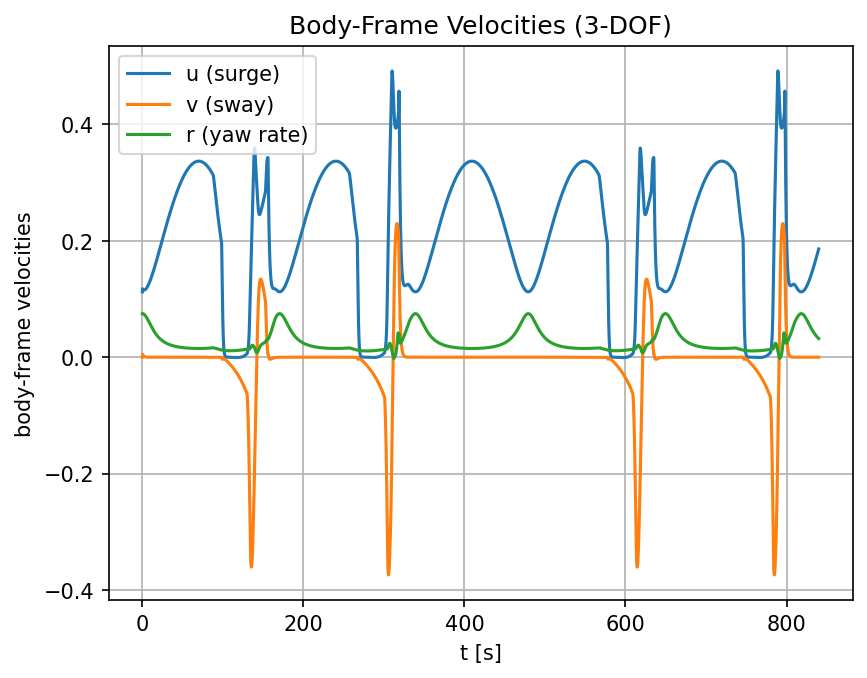 Body-Frame Velocities (3-DOF)
u (surge)
v (sway)
r (yaw rate)
body-frame velocities
0.4
0.2
0.0
−0.2
−0.4
0
200
400
600
800
t [s]